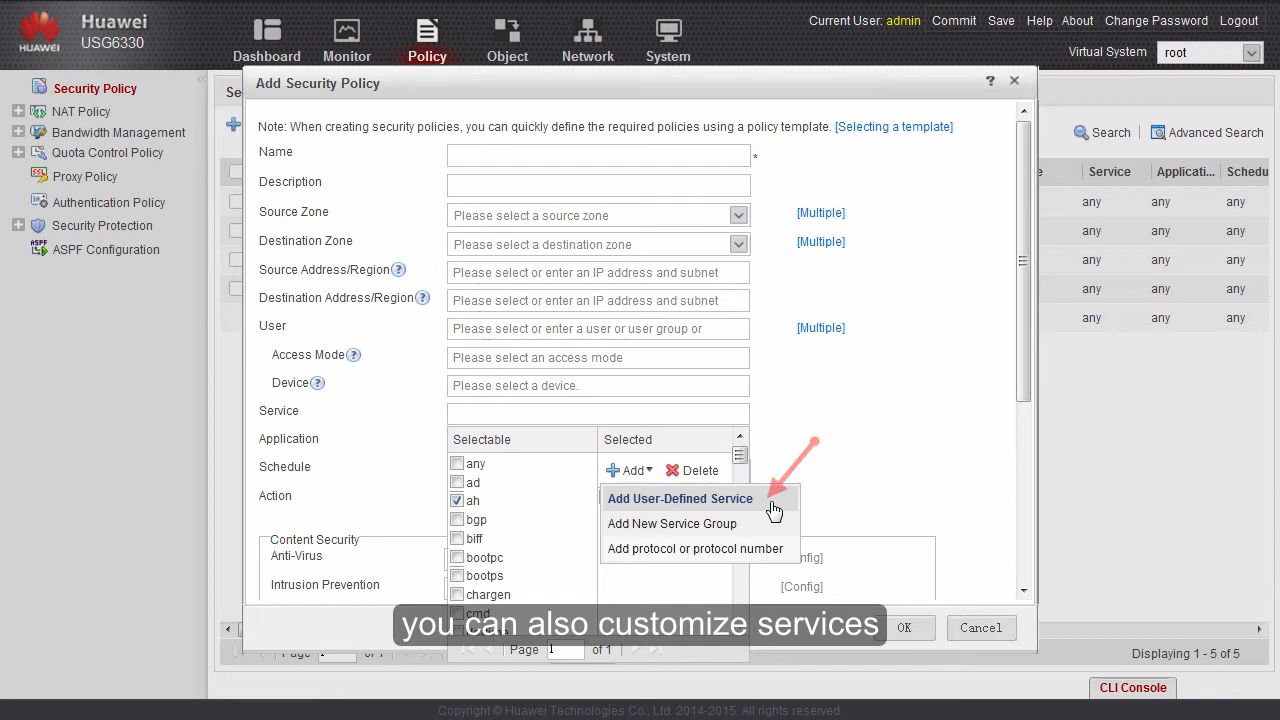 Huawei
USG6330
HUAWEI
Dashboard
Monitor
Policy
Object
Network
System
Current User: admin
Commit
Save
Help
About
Change Password
Logout
Virtual System
root
Security Policy
NAT Policy
Bandwidth Management
Quota Control Policy
Proxy Policy
Authentication Policy
Security Protection
ASPF Configuration
Add Security Policy
Note: When creating security policies, you can quickly define the required policies using a policy template. [Selecting a template]
Name
*
Description
Source Zone
Please select a source zone
[Multiple]
Destination Zone
Please select a destination zone
[Multiple]
Source Address/Region
Please select or enter an IP address and subnet
Destination Address/Region
Please select or enter an IP address and subnet
User
Please select or enter a user or user group or
[Multiple]
Access Mode
Please select an access mode
Device
Please select a device.
Service
Application
Schedule
Action
Selectable
Selected
any
ad
ah
bgp
biff
bootpc
bootps
chargen
cmd
Add
Delete
Add User-Defined Service
Add New Service Group
Add protocol or protocol number
Content Security
Anti-Virus
Intrusion Prevention
[Config]
you can also customize services
Page 1 of 1
OK
Cancel
Search
Advanced Search
Service
Applicati...
Schedu
any any any
any any any
any any any
any any any
any any
Displaying 1 - 5 of 5
CLI Console
Copyright © Huawei Technologies Co., Ltd. 2014-2015. All rights reserved.